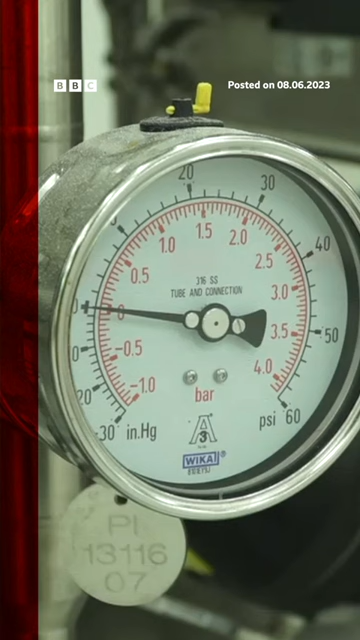 BBC
Posted on 08.06.2023
20
30
40
50
psi 60
0.5
1.0
1.5
2.0
2.5
3.0
3.5
4.0
0
-0.5
-1.0
30 in.Hg
316 SS
TUBE AND CONNECTION
bar
A
3
WIKA®
PI
13116
07